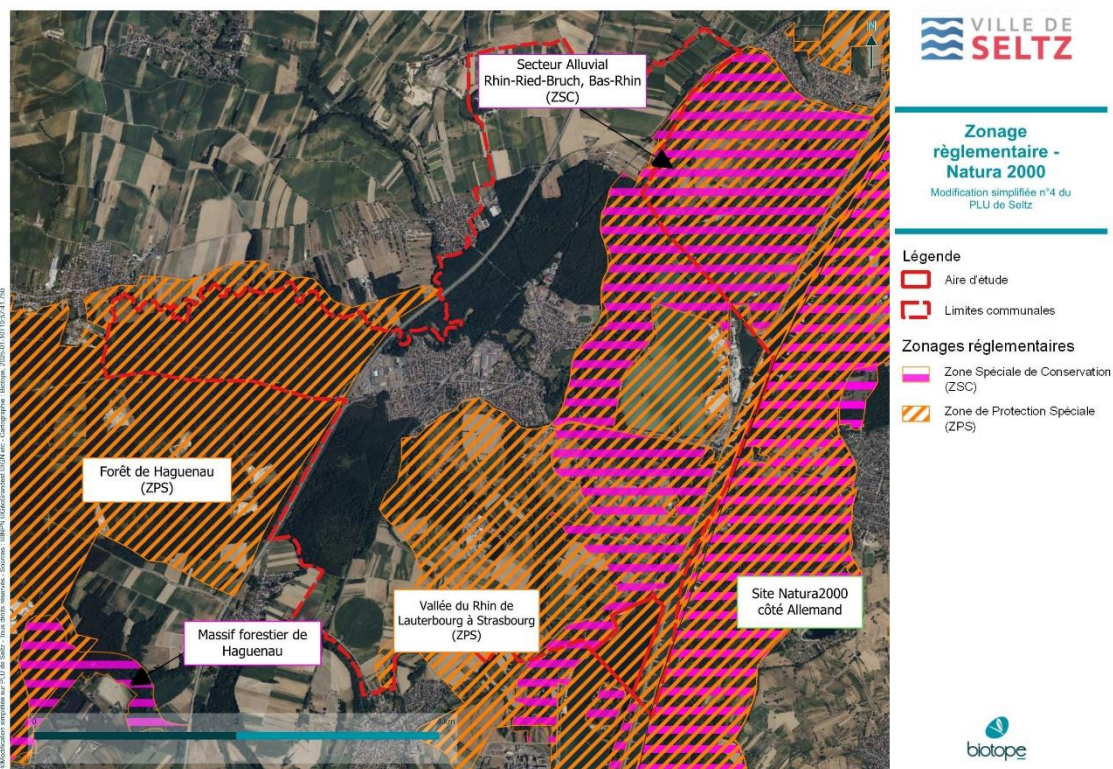 Secteur Alluvial
Rhin-Ried-Bruch, Bas-Rhin
(ZSC)
N
Forêt de Haguenau
(ZPS)
Massif forestier de
Haguenau
Vallée du Rhin de
Lauterbourg à Strasbourg
(ZPS)
Site Natura2000
côté Allemand
0
km
VILLE DE
SELTZ
Zonage
règlementaire -
Natura 2000
Modification simplifiée n°4 du
PLU de Seltz
Légende
Aire d'étude
Limites communales
Zonages réglementaires
Zone Spéciale de Conservation
(ZSC)
Zone de Protection Spéciale
(ZPS)
biotope